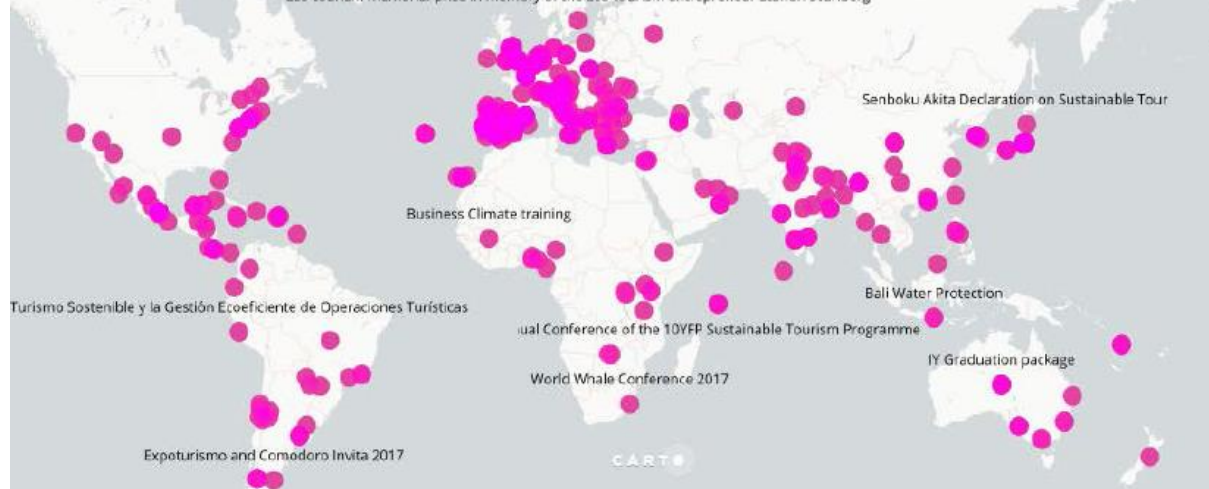 Senboku Akita Declaration on Sustainable Tour
Business Climate training
Bali Water Protection
Turismo Sostenible y la Gestión Ecoeficiente de Operaciones Turísticas
ual Conference of the 10YFP Sustainable Tourism Programme
IY Graduation package
World Whale Conference 2017
Expoturismo and Comodoro Invita 2017
CARTO